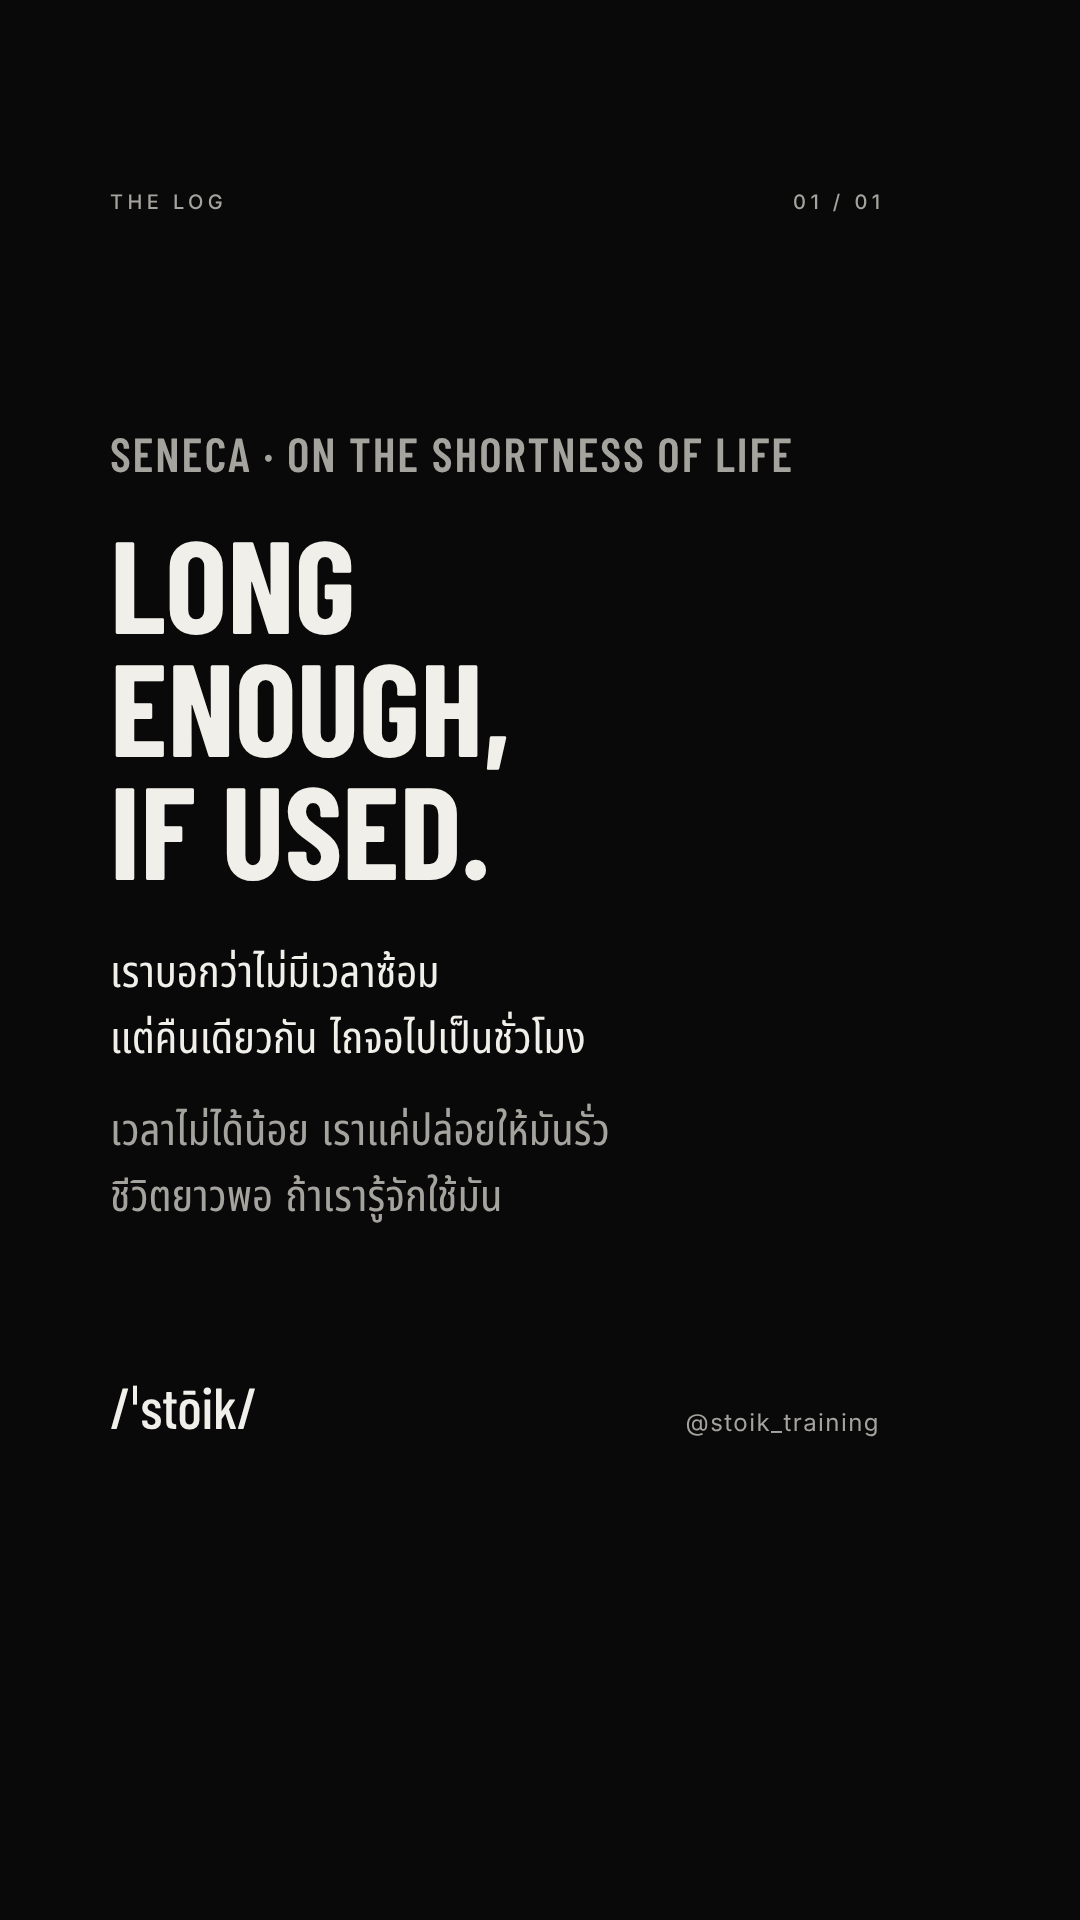 THE LOG
01 / 01
SENECA · ON THE SHORTNESS OF LIFE
LONG
ENOUGH,
IF USED.
เราบอกว่าไม่มีเวลาซ้อม
แต่คืนเดียวกัน ไถจอไปเป็นชั่วโมง
เวลาไม่ได้น้อย เราแค่ปล่อยให้มันรั่ว
ชีวิตยาวพอ ถ้าเรารู้จักใช้มัน
/ˈstōik/
@stoik_training